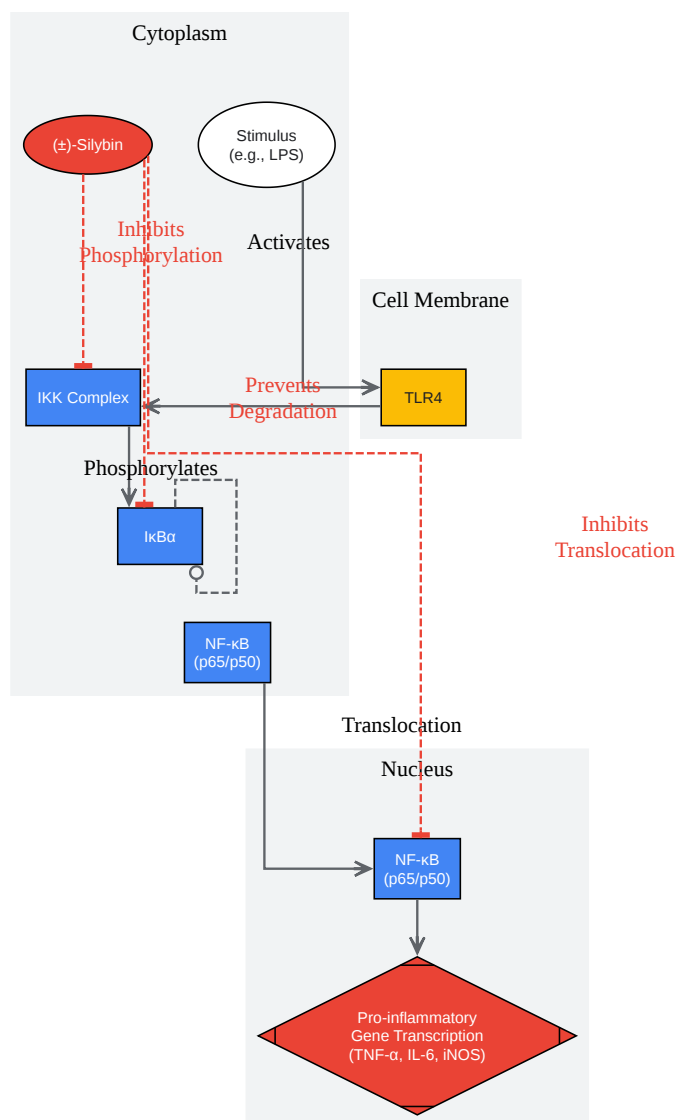 Cytoplasm
(±)-Silybin
Stimulus
(e.g., LPS)
Inhibits
Phosphorylation
Activates
Cell Membrane
IKK Complex
Prevents
Degradation
TLR4
Phosphorylates
IκBα
Inhibits
Translocation
NF-κB
(p65/p50)
Translocation
Nucleus
NF-κB
(p65/p50)
Pro-inflammatory
Gene Transcription
(TNF-α, IL-6, iNOS)